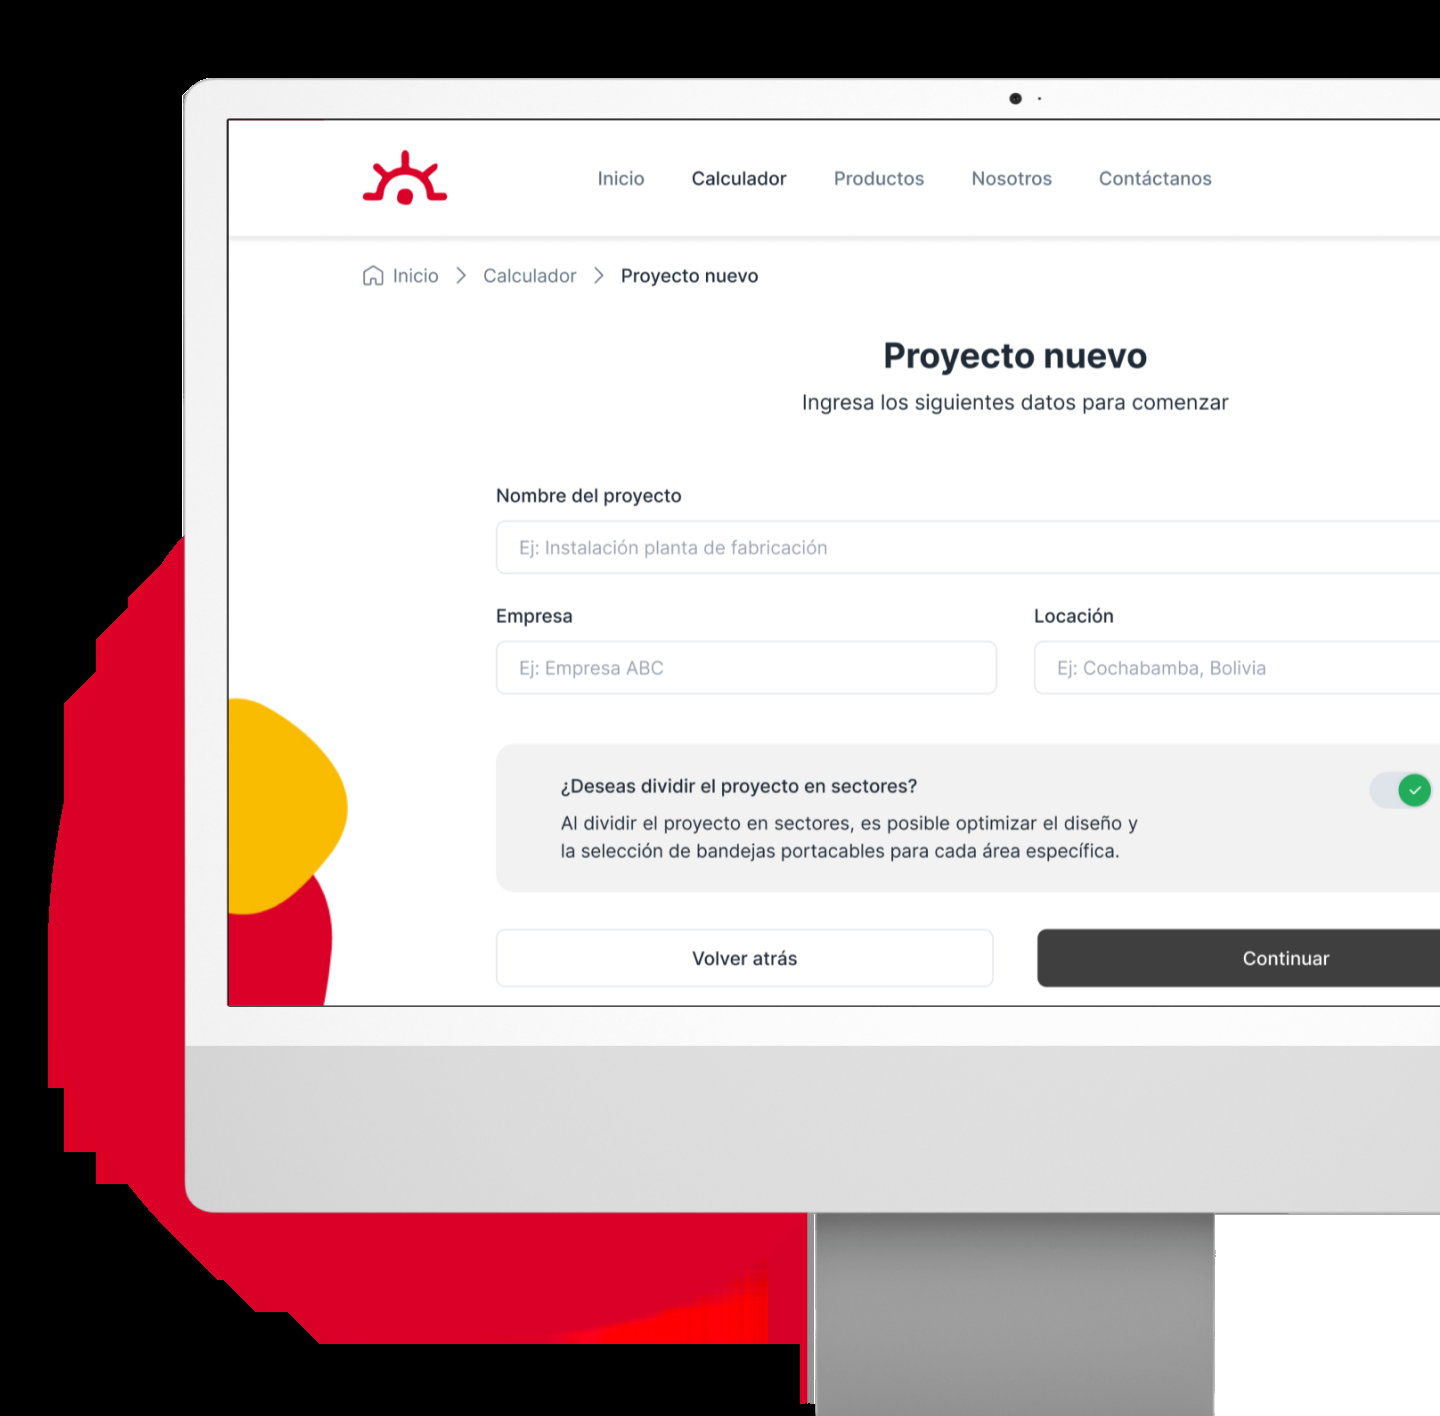 Inicio Calculador Productos Nosotros Contáctanos
Inicio > Calculador > Proyecto nuevo
Proyecto nuevo
Ingresa los siguientes datos para comenzar
Nombre del proyecto
Ej: Instalación planta de fabricación
Empresa Locación
Ej: Empresa ABC Ej: Cochabamba, Bolivia
¿Deseas dividir el proyecto en sectores?
Al dividir el proyecto en sectores, es posible optimizar el diseño y
la selección de bandejas portacables para cada área específica.
Volver atrás Continuar